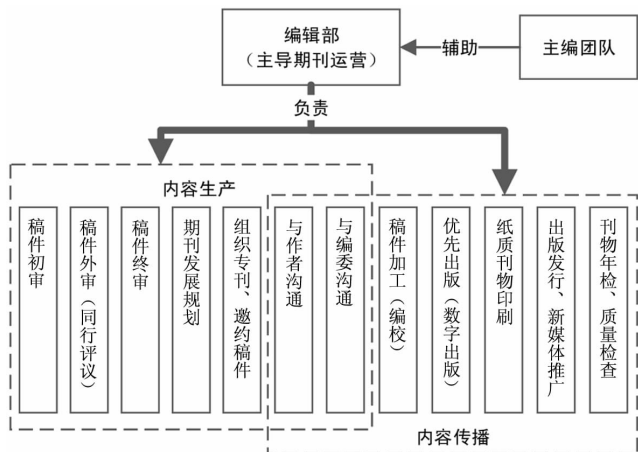 编辑部
（主导期刊运营）
辅助
主编团队
负责
内容生产
稿件初审
稿件外审（同行评议）
稿件终审
期刊发展规划
组织专刊、邀约稿件
与作者沟通
与编委沟通
稿件加工（编校）
优先出版（数字出版）
纸质刊物印刷
出版发行、新媒体推广
刊物年检、质量检查
内容传播